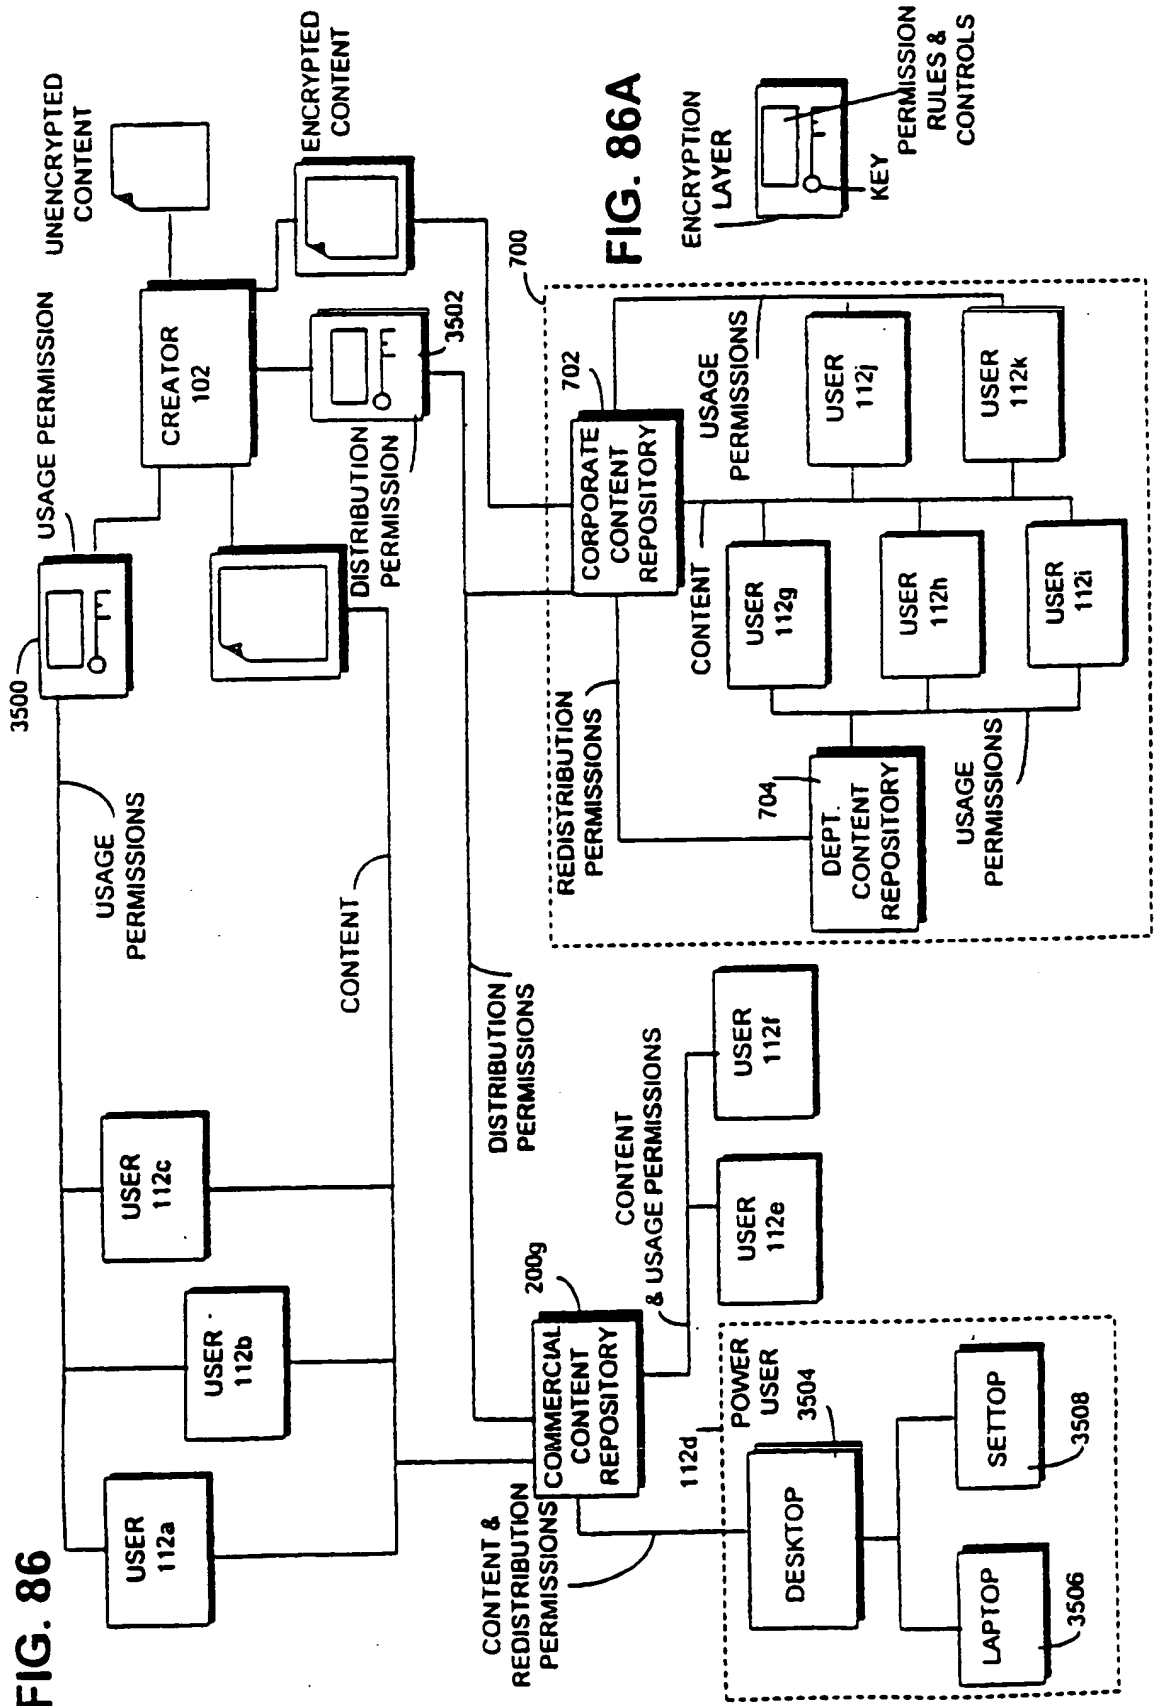 FIG. 86
USER
112a
USER
112b
USER
112c
USAGE
PERMISSIONS
CONTENT
3500
USAGE PERMISSION
CREATOR
102
UNENCRYPTED
CONTENT
ENCRYPTED
CONTENT
DISTRIBUTION
PERMISSION
3502
DISTRIBUTION
PERMISSIONS
CONTENT &
REDISTRIBUTION
PERMISSIONS
COMMERCIAL
CONTENT
REPOSITORY
200g
CONTENT
& USAGE PERMISSIONS
USER
112e
USER
112f
112d
POWER
USER
3504
DESKTOP
LAPTOP
3506
SETTOP
3508
700
702
CORPORATE
CONTENT
REPOSITORY
REDISTRIBUTION
PERMISSIONS
704
DEPT.
CONTENT
REPOSITORY
USAGE
PERMISSIONS
CONTENT
USER
112g
USER
112h
USER
112i
USAGE
PERMISSIONS
USER
112j
USER
112k
FIG. 86A
ENCRYPTION
LAYER
KEY
PERMISSION
RULES &
CONTROLS